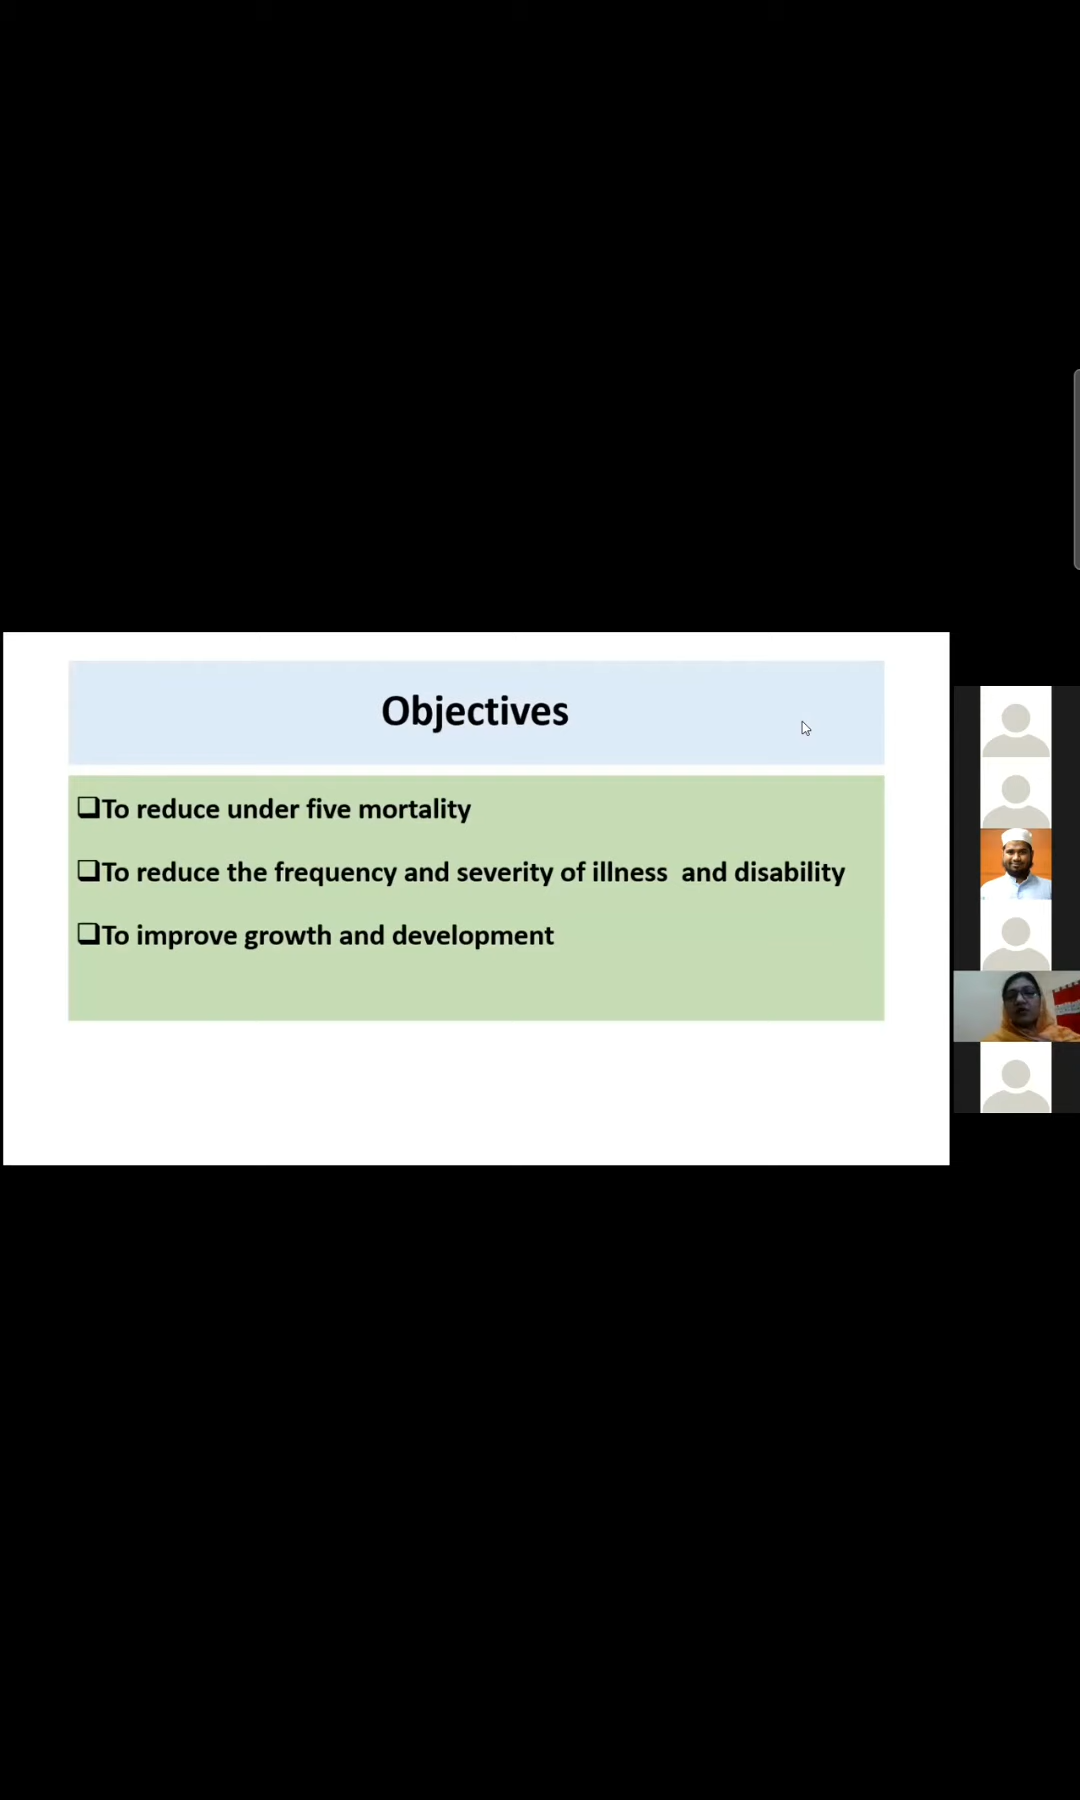 Objectives
❑To reduce under five mortality
❑To reduce the frequency and severity of illness  and disability
❑To improve growth and development